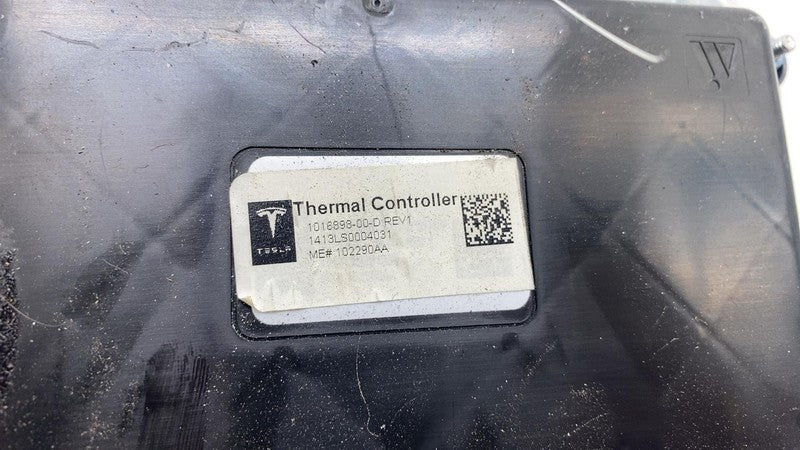 Thermal Controller
1016898-00-D REV1
1413LS0004031
ME# 102290AA
TESLA